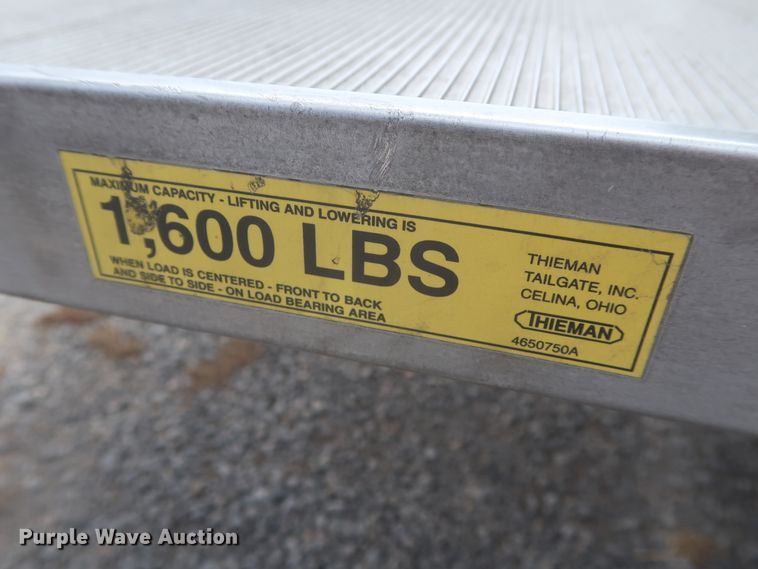 MAXIMUM CAPACITY - LIFTING AND LOWERING IS
1,600 LBS
WHEN LOAD IS CENTERED - FRONT TO BACK
AND SIDE TO SIDE - ON LOAD BEARING AREA
THIEMAN
TAILGATE, INC.
CELINA, OHIO
THIEMAN
4650750A
Purple Wave Auction